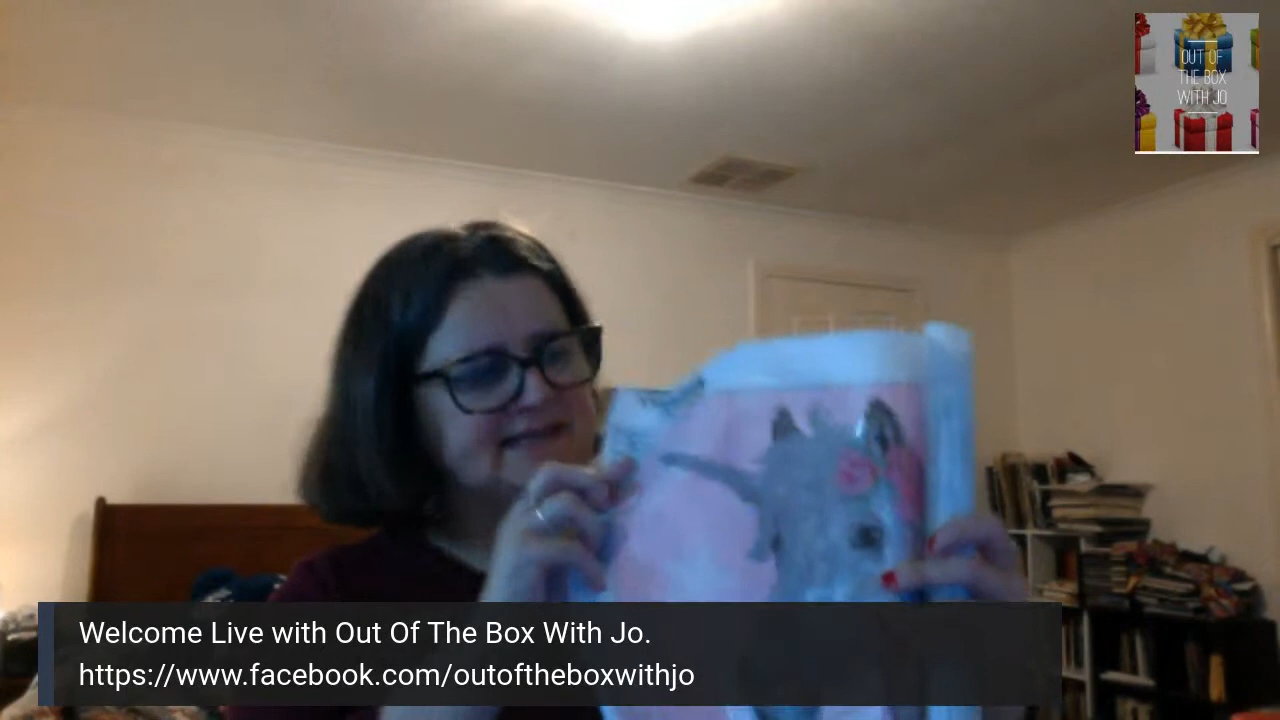 OUT OF
THE BOX
WITH JO
Welcome Live with Out Of The Box With Jo.
https://www.facebook.com/outoftheboxwithjo